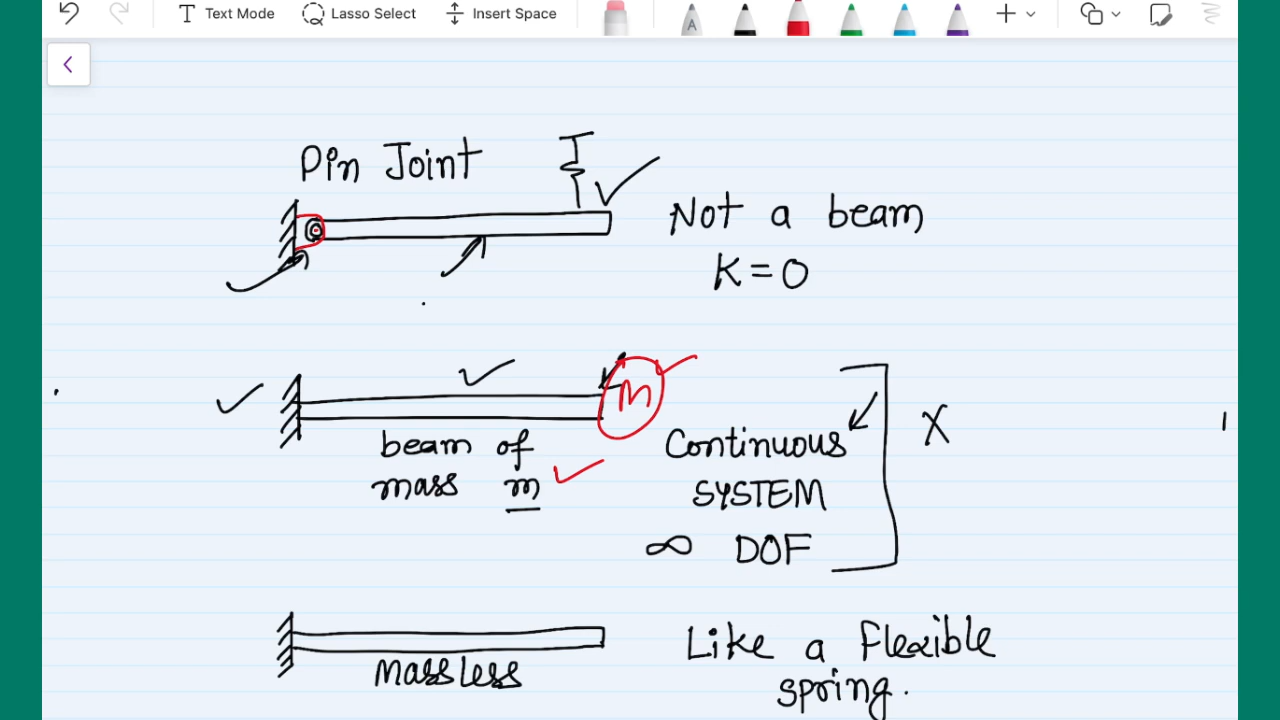 Text Mode Lasso Select Insert Space
A
Pin Joint
Not a beam
K=0
m
beam of
mass m
Continuous
SYSTEM
∞ DOF
X
Massless
Like a Flexible
spring.